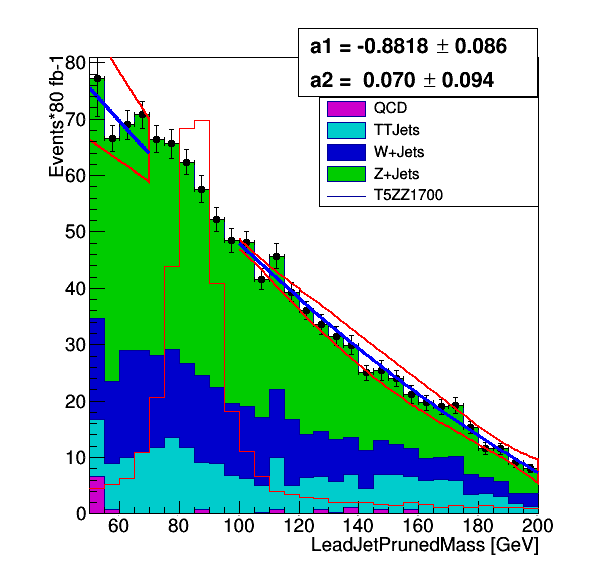 a1 = -0.8818 ± 0.086
a2 = 0.070 ± 0.094
QCD
TTJets
W+Jets
Z+Jets
T5ZZ1700
Events*80 fb-1
80
70
60
50
40
30
20
10
0
60 80 100 120 140 160 180 200
LeadJetPrunedMass [GeV]